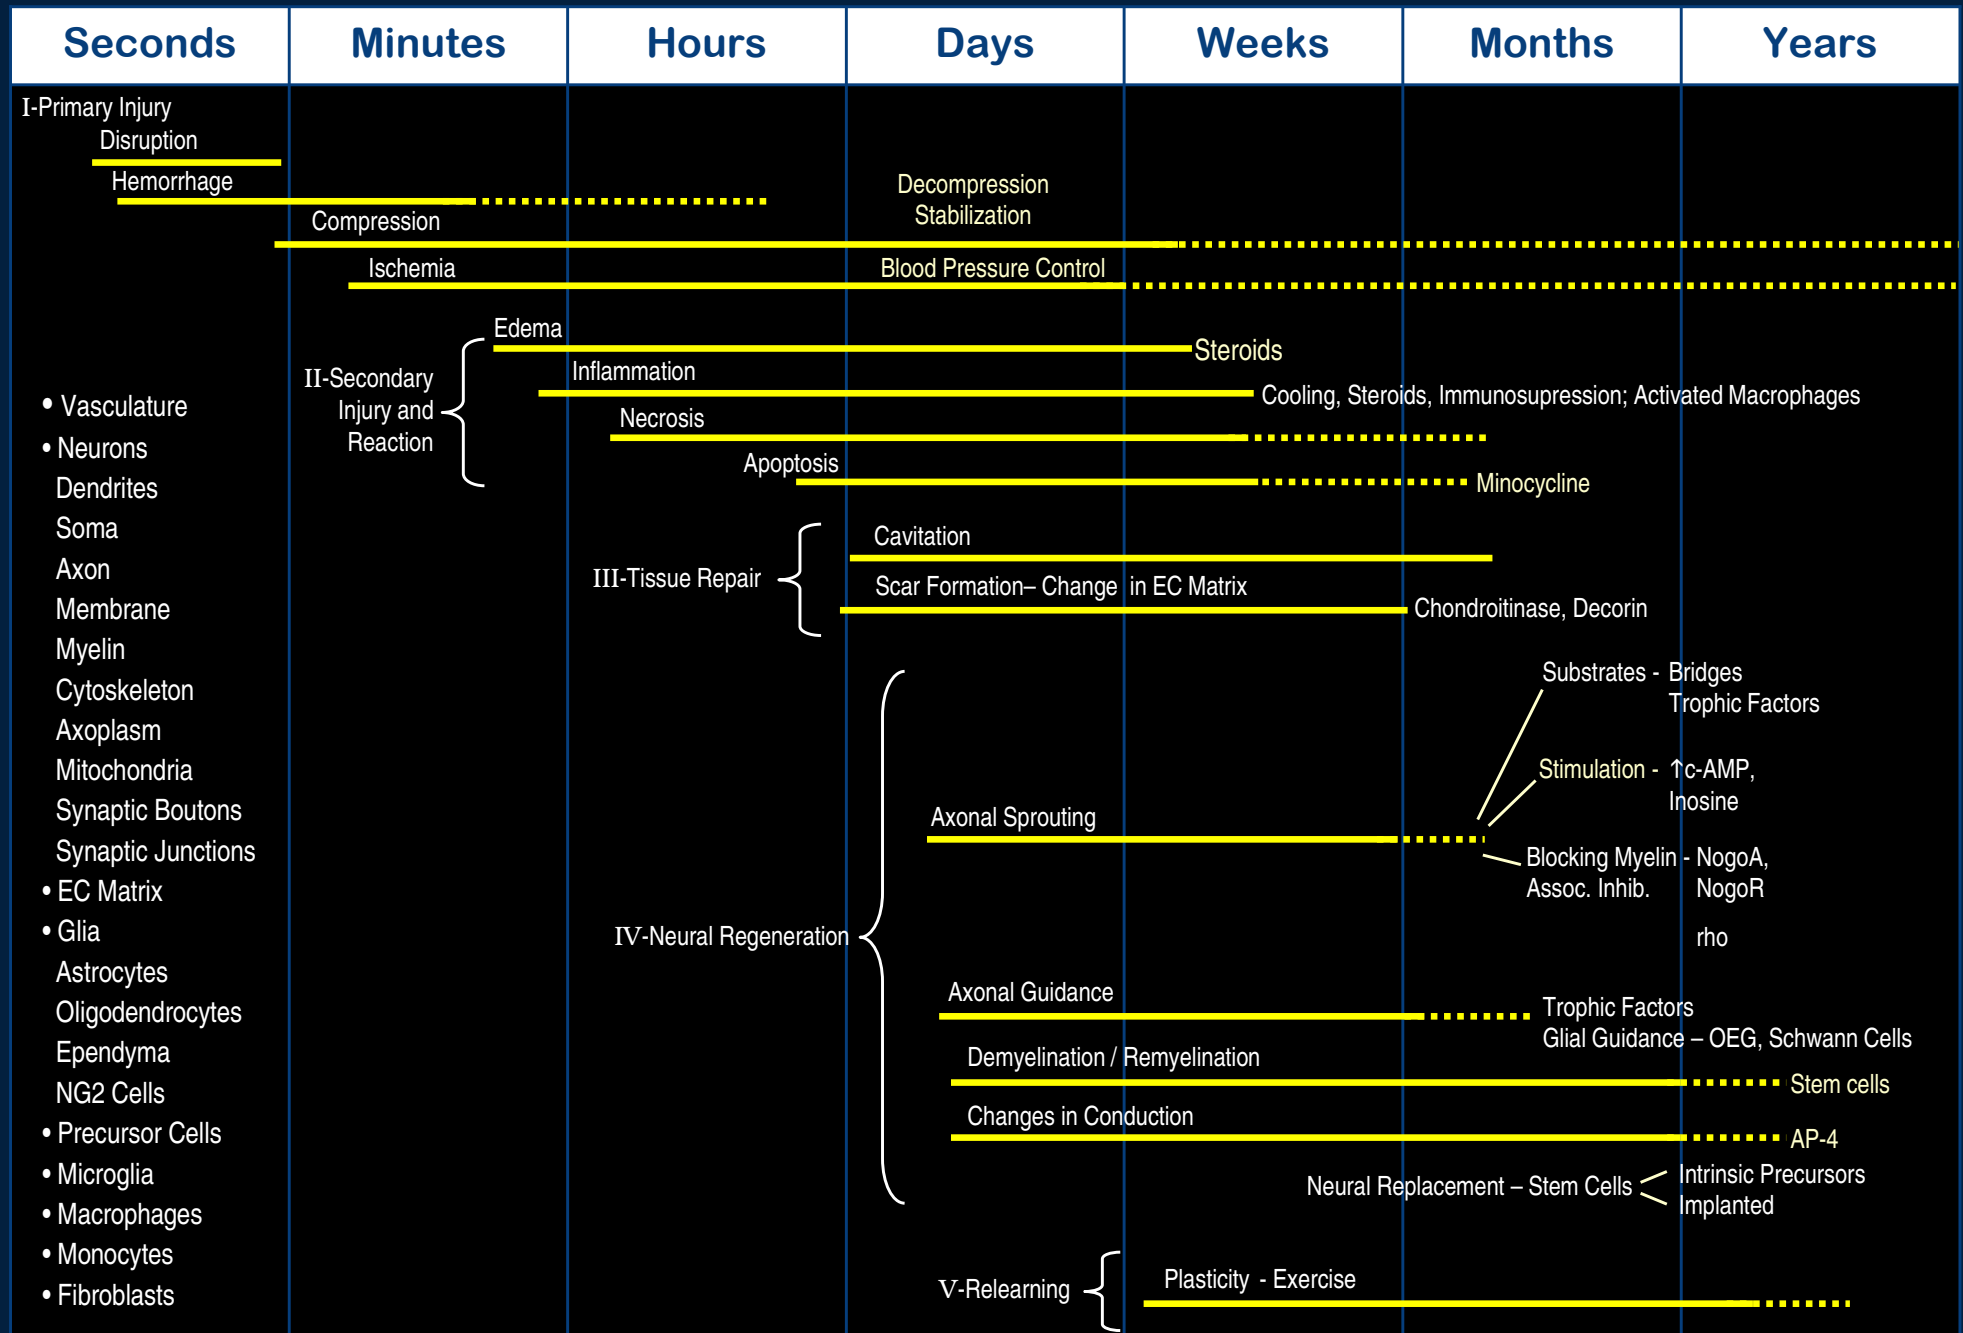 Seconds
Minutes
Hours
Days
Weeks
Months
Years
I-Primary Injury
Disruption
Hemorrhage
Compression
Decompression
Stabilization
Ischemia
Blood Pressure Control
II-Secondary
Injury and
Reaction
Edema
Steroids
Inflammation
Cooling, Steroids, Immunosupression; Activated Macrophages
Necrosis
Apoptosis
Minocycline
• Vasculature
• Neurons
Dendrites
Soma
Axon
Membrane
Myelin
Cytoskeleton
Axoplasm
Mitochondria
Synaptic Boutons
Synaptic Junctions
• EC Matrix
• Glia
Astrocytes
Oligodendrocytes
Ependyma
NG2 Cells
• Precursor Cells
• Microglia
• Macrophages
• Monocytes
• Fibroblasts
III-Tissue Repair
Cavitation
Scar Formation– Change in EC Matrix
Chondroitinase, Decorin
IV-Neural Regeneration
Axonal Sprouting
Substrates - Bridges
Trophic Factors
Stimulation - ↑c-AMP,
Inosine
Blocking Myelin - NogoA,
Assoc. Inhib. NogoR
rho
Axonal Guidance
Trophic Factors
Glial Guidance – OEG, Schwann Cells
Demyelination / Remyelination
Stem cells
Changes in Conduction
AP-4
Neural Replacement – Stem Cells
Intrinsic Precursors
Implanted
V-Relearning
Plasticity - Exercise